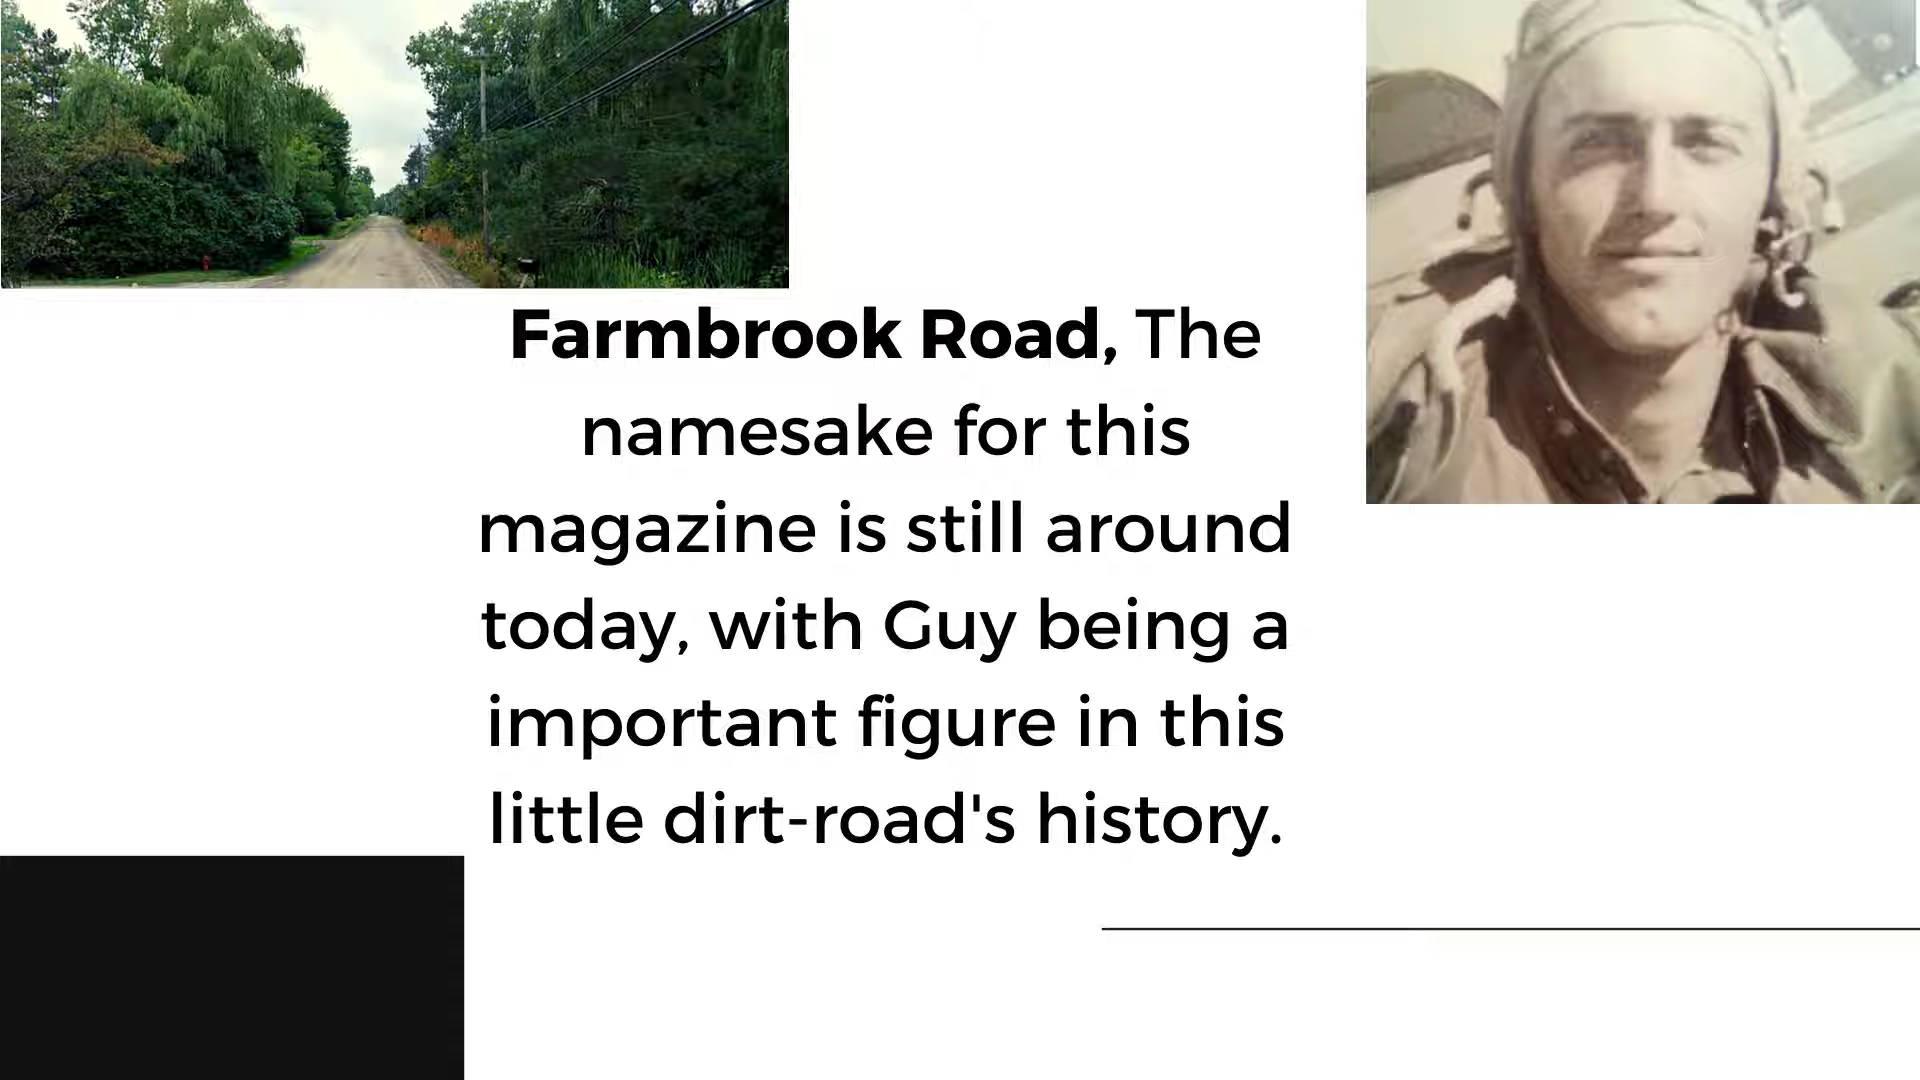 Farmbrook Road, The
namesake for this
magazine is still around
today, with Guy being a
important figure in this
little dirt-road's history.